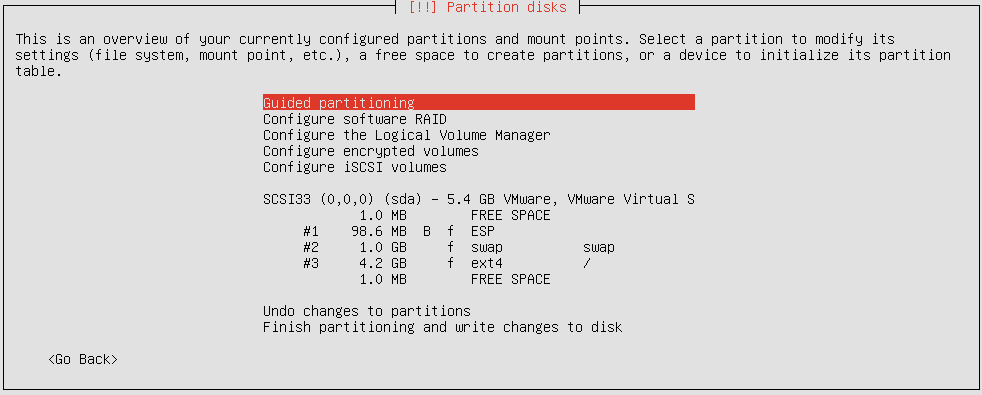 [!!] Partition disks
This is an overview of your currently configured partitions and mount points. Select a partition to modify its
settings (file system, mount point, etc.), a free space to create partitions, or a device to initialize its partition
table.
Guided partitioning
Configure software RAID
Configure the Logical Volume Manager
Configure encrypted volumes
Configure iSCSI volumes
SCSI33 (0,0,0) (sda) - 5.4 GB VMware, VMware Virtual S
1.0 MB FREE SPACE
#1 98.6 MB B f ESP
#2 1.0 GB f swap swap
#3 4.2 GB f ext4 /
1.0 MB FREE SPACE
Undo changes to partitions
Finish partitioning and write changes to disk
<Go Back>